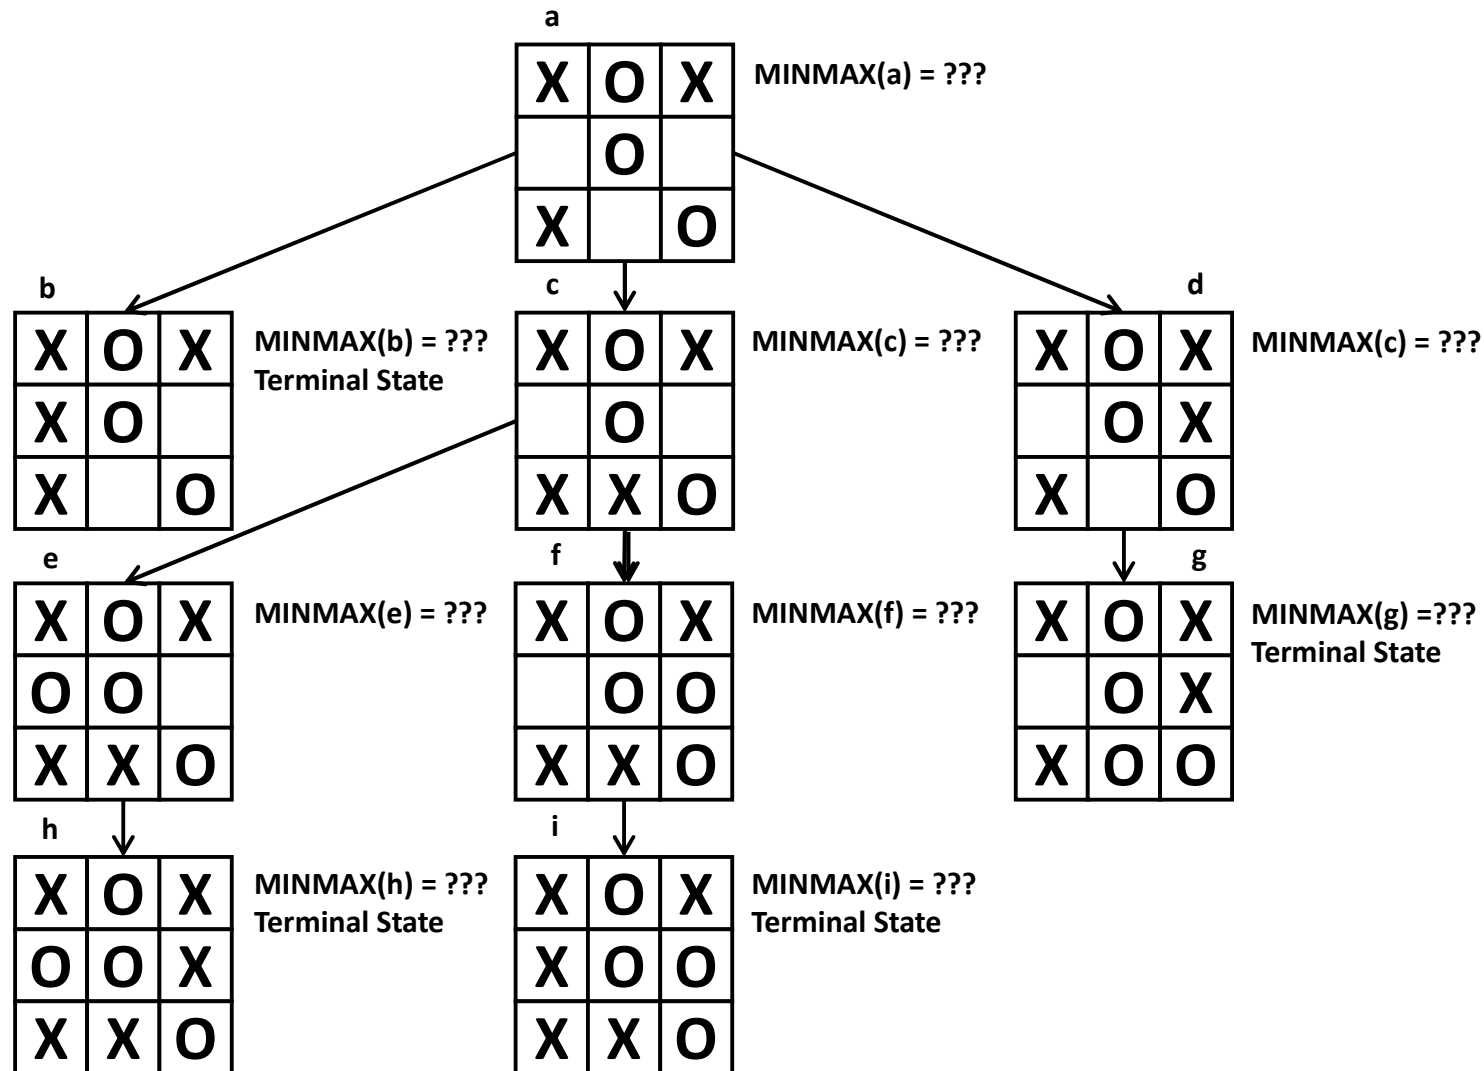 a
X O X MINMAX(a) = ???
O
X O
b c d
X O X MINMAX(b) = ??? X O X MINMAX(c) = ??? X O X MINMAX(c) = ???
Terminal State
X O O O X
X O X X O X O
e f g
X O X MINMAX(e) = ??? X O X MINMAX(f) = ??? X O X MINMAX(g) =???
Terminal State
O O O O O X
X X O X X O X O O
h i
X O X MINMAX(h) = ??? X O X MINMAX(i) = ???
Terminal State Terminal State
O O X X O O
X X O X X O